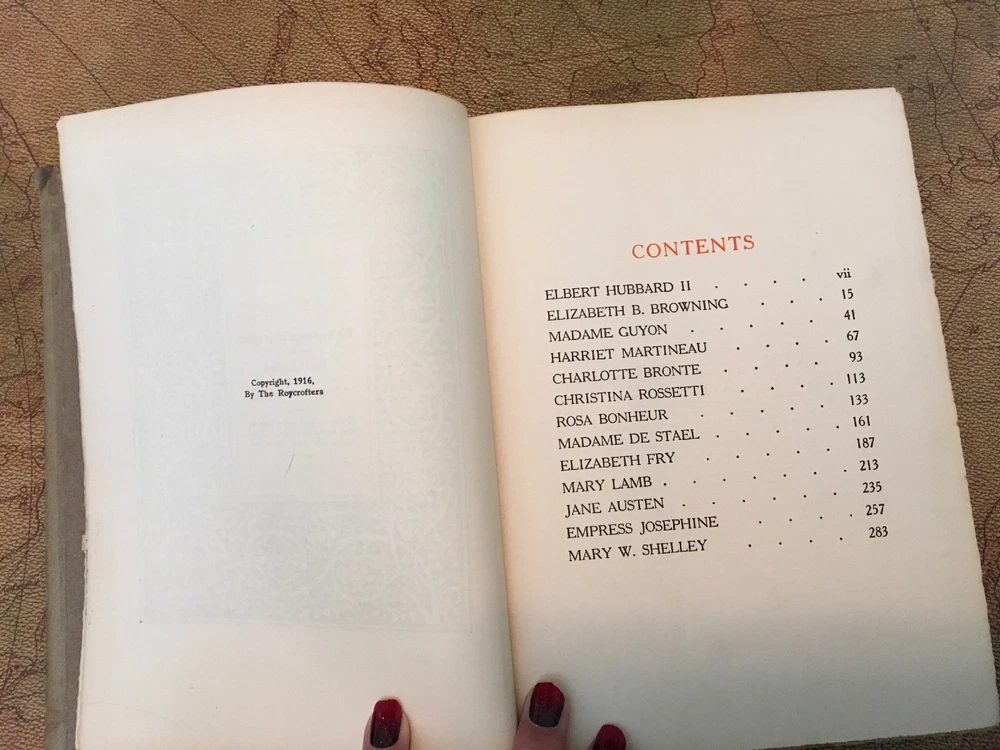 Copyright, 1916,
By The Roycrofters
CONTENTS
ELBERT HUBBARD II . . . . vii
ELIZABETH B. BROWNING . . . 15
MADAME GUYON . . . . 41
HARRIET MARTINEAU . . . . 67
CHARLOTTE BRONTE . . . . 93
CHRISTINA ROSSETTI . . . . 113
ROSA BONHEUR . . . . 133
MADAME DE STAEL . . . . 161
ELIZABETH FRY . . . . 187
MARY LAMB . . . . . 213
JANE AUSTEN . . . . . 235
EMPRESS JOSEPHINE . . . . 257
MARY W. SHELLEY . . . . 283